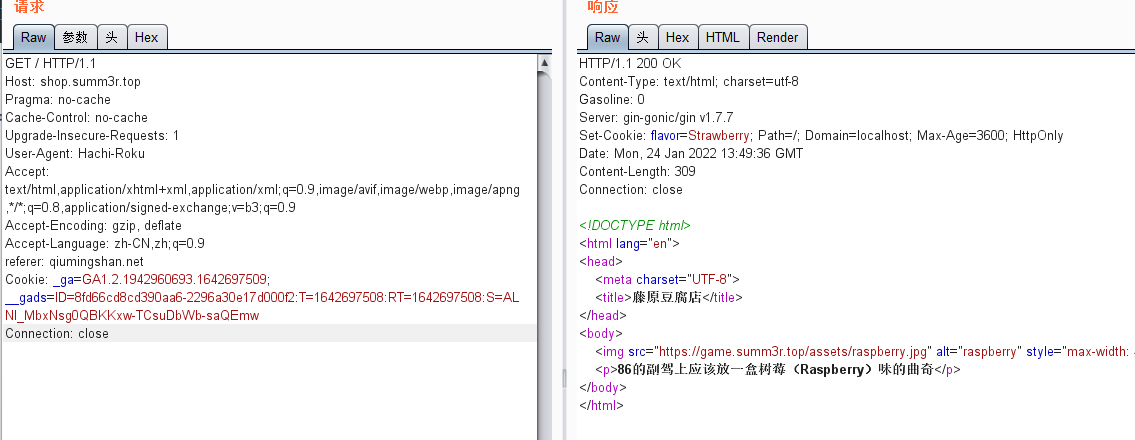 请求
Raw 参数 头 Hex
GET / HTTP/1.1
Host: shop.summ3r.top
Pragma: no-cache
Cache-Control: no-cache
Upgrade-Insecure-Requests: 1
User-Agent: Hachi-Roku
Accept:
text/html,application/xhtml+xml,application/xml;q=0.9,image/avif,image/webp,image/apng
,*/*;q=0.8,application/signed-exchange;v=b3;q=0.9
Accept-Encoding: gzip, deflate
Accept-Language: zh-CN,zh;q=0.9
referer: qiumingshan.net
Cookie: _ga=GA1.2.1942960693.1642697509;
__gads=ID=8fd66cd8cd390aa6-2296a30e17d000f2:T=1642697508:RT=1642697508:S=AL
NI_MbxNsg0QBKKxw-TCsuDbWb-saQEmw
Connection: close
响应
Raw 头 Hex HTML Render
HTTP/1.1 200 OK
Content-Type: text/html; charset=utf-8
Gasoline: 0
Server: gin-gonic/gin v1.7.7
Set-Cookie: flavor=Strawberry; Path=/; Domain=localhost; Max-Age=3600; HttpOnly
Date: Mon, 24 Jan 2022 13:49:36 GMT
Content-Length: 309
Connection: close
<!DOCTYPE html>
<html lang="en">
<head>
<meta charset="UTF-8">
<title>藤原豆腐店</title>
</head>
<body>
<img src="https://game.summ3r.top/assets/raspberry.jpg" alt="raspberry" style="max-width:
<p>86的副驾上应该放一盒树莓（Raspberry）味的曲奇</p>
</body>
</html>